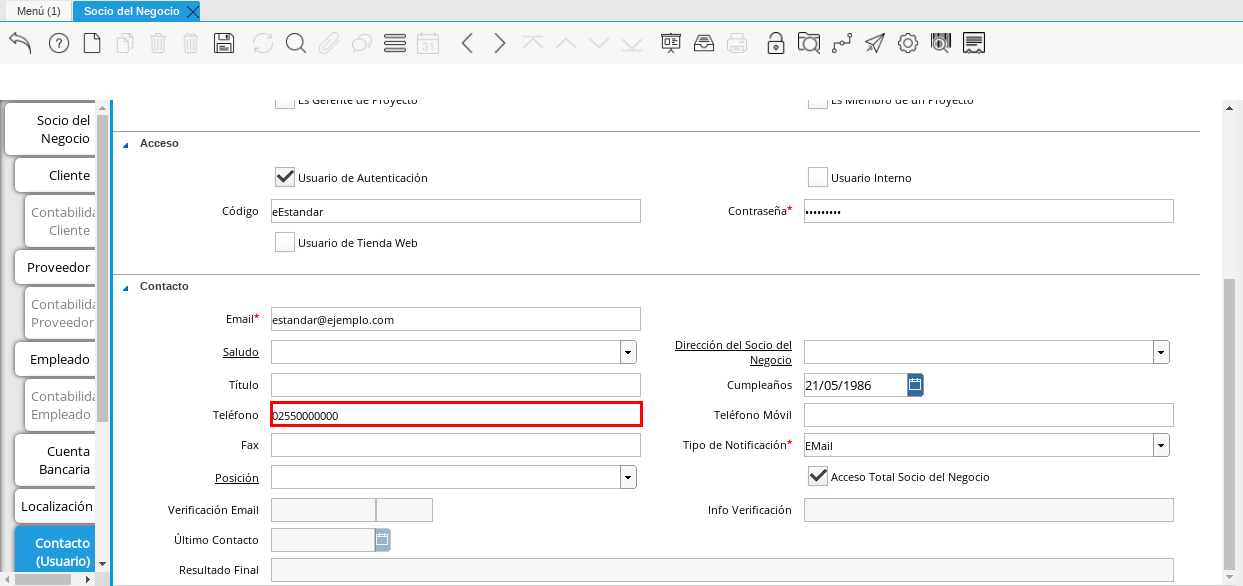 Menú (1)
Socio del Negocio
31
Socio del
Negocio
Cliente
Contabilida
Cliente
Proveedor
Contabilida
Proveedor
Empleado
Contabilida
Empleado
Cuenta
Bancaria
Localización
Contacto
(Usuario)
Es Gerente de Proyecto
Es Miembro de un Proyecto
Acceso
Usuario de Autenticación
Usuario Interno
Código
eEstandar
Contraseña*
•••••••••
Usuario de Tienda Web
Contacto
Email*
estandar@ejemplo.com
Saludo
Dirección del Socio del
Negocio
Título
Cumpleaños
21/05/1986
Teléfono
02550000000
Teléfono Móvil
Fax
Tipo de Notificación*
EMail
Posición
Acceso Total Socio del Negocio
Verificación Email
Info Verificación
Último Contacto
Resultado Final